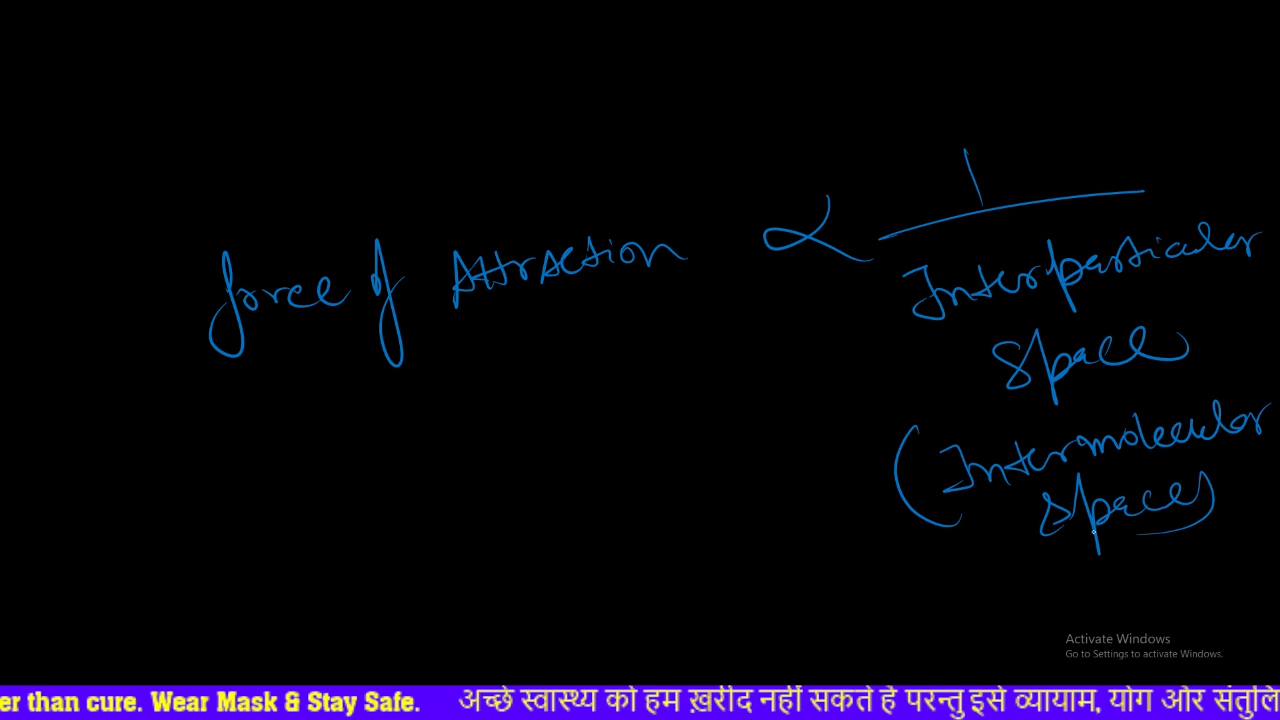 force of Attraction ∝ 1
Interparticular
Space
(Intermolecular
Space)
Activate Windows
Go to Settings to activate Windows.
er than cure. Wear Mask & Stay Safe. अच्छे स्वास्थ्य को हम ख़रीद नहीं सकते हे परन्तु इसे व्यायाम, योग ओर संतुलि